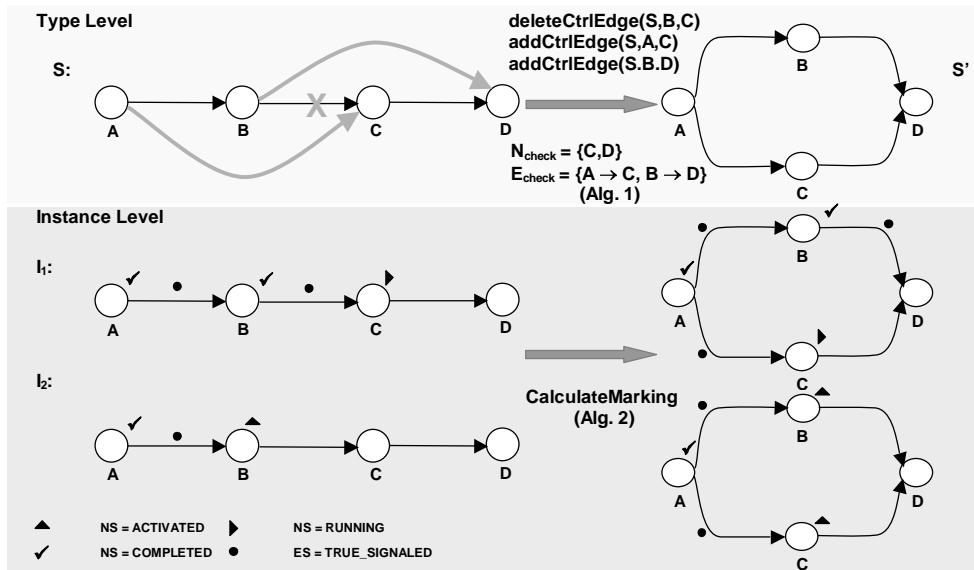 Type Level
deleteCtrlEdge(S,B,C)
addCtrlEdge(S,A,C)
addCtrlEdge(S.B.D)
S:
S'
X
A
B
C
D
A
B
C
D
Ncheck = {C,D}
Echeck = {A → C, B → D}
(Alg. 1)
Instance Level
I1:
A
B
C
D
A
B
C
D
I2:
CalculateMarking
(Alg. 2)
A
B
C
D
A
B
C
D
NS = ACTIVATED
NS = RUNNING
NS = COMPLETED
ES = TRUE_SIGNALED